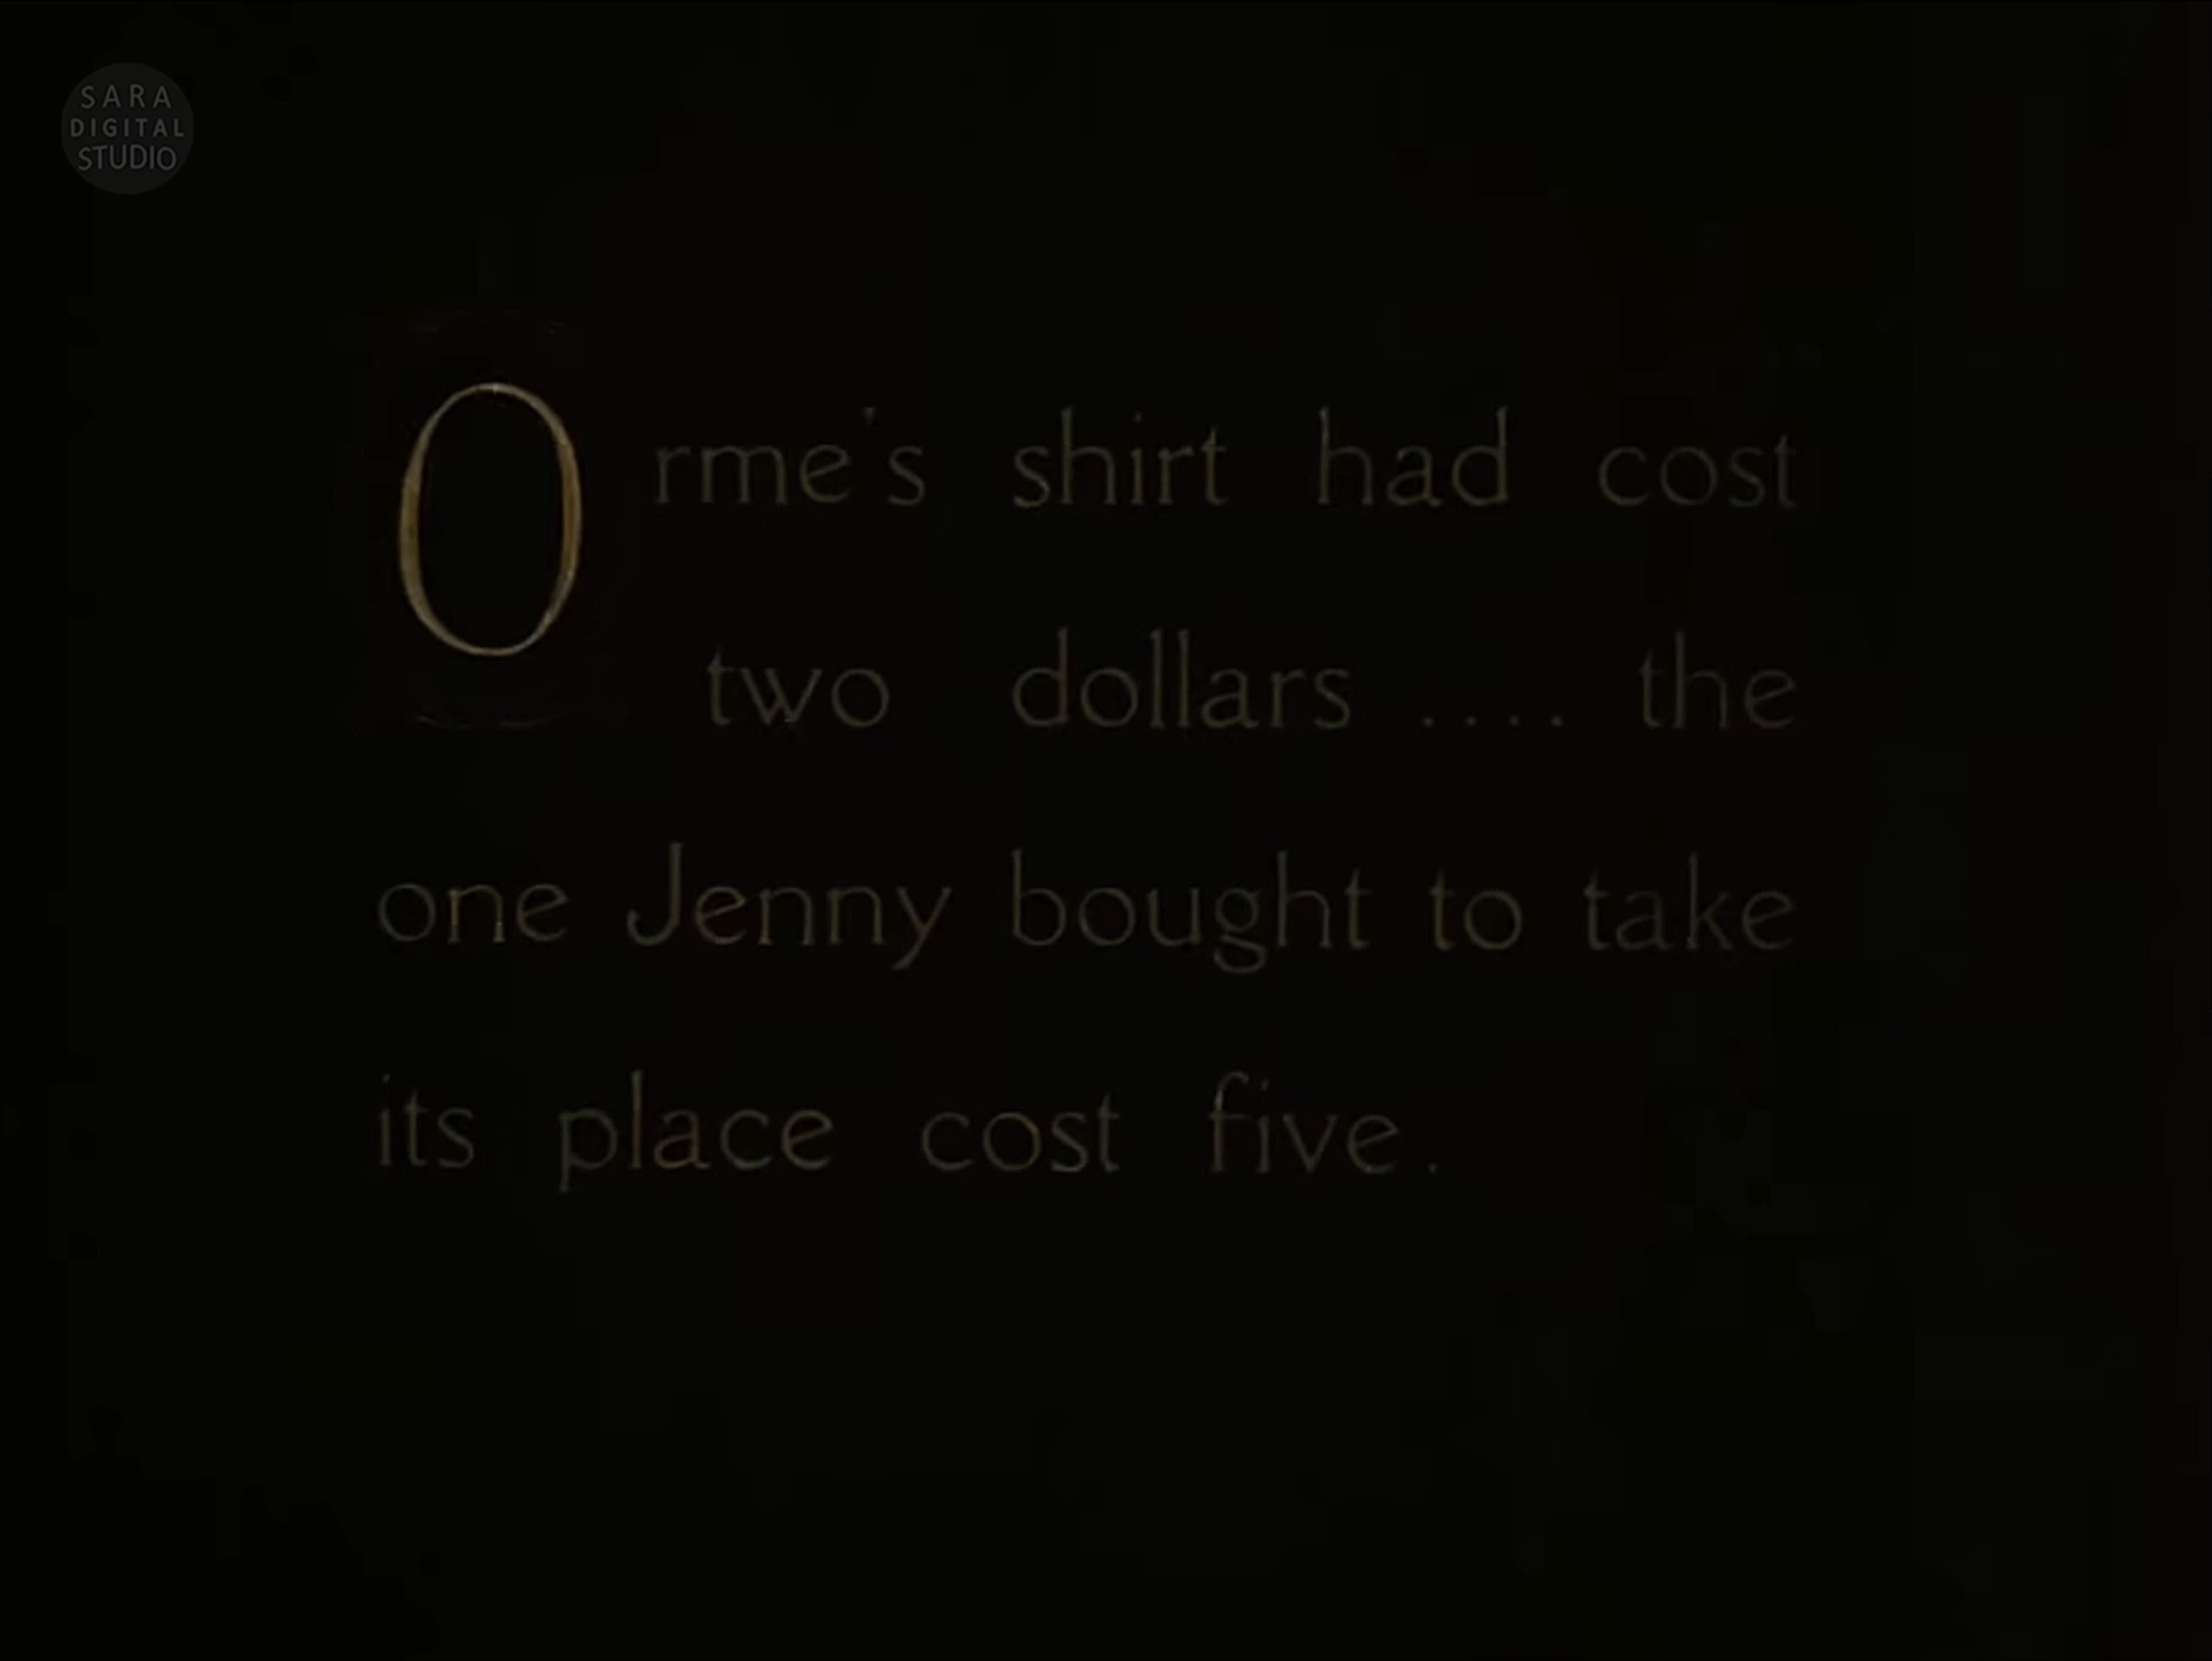 SARA
DIGITAL
STUDIO
Orme's shirt had cost
two dollars .... the
one Jenny bought to take
its place cost five.